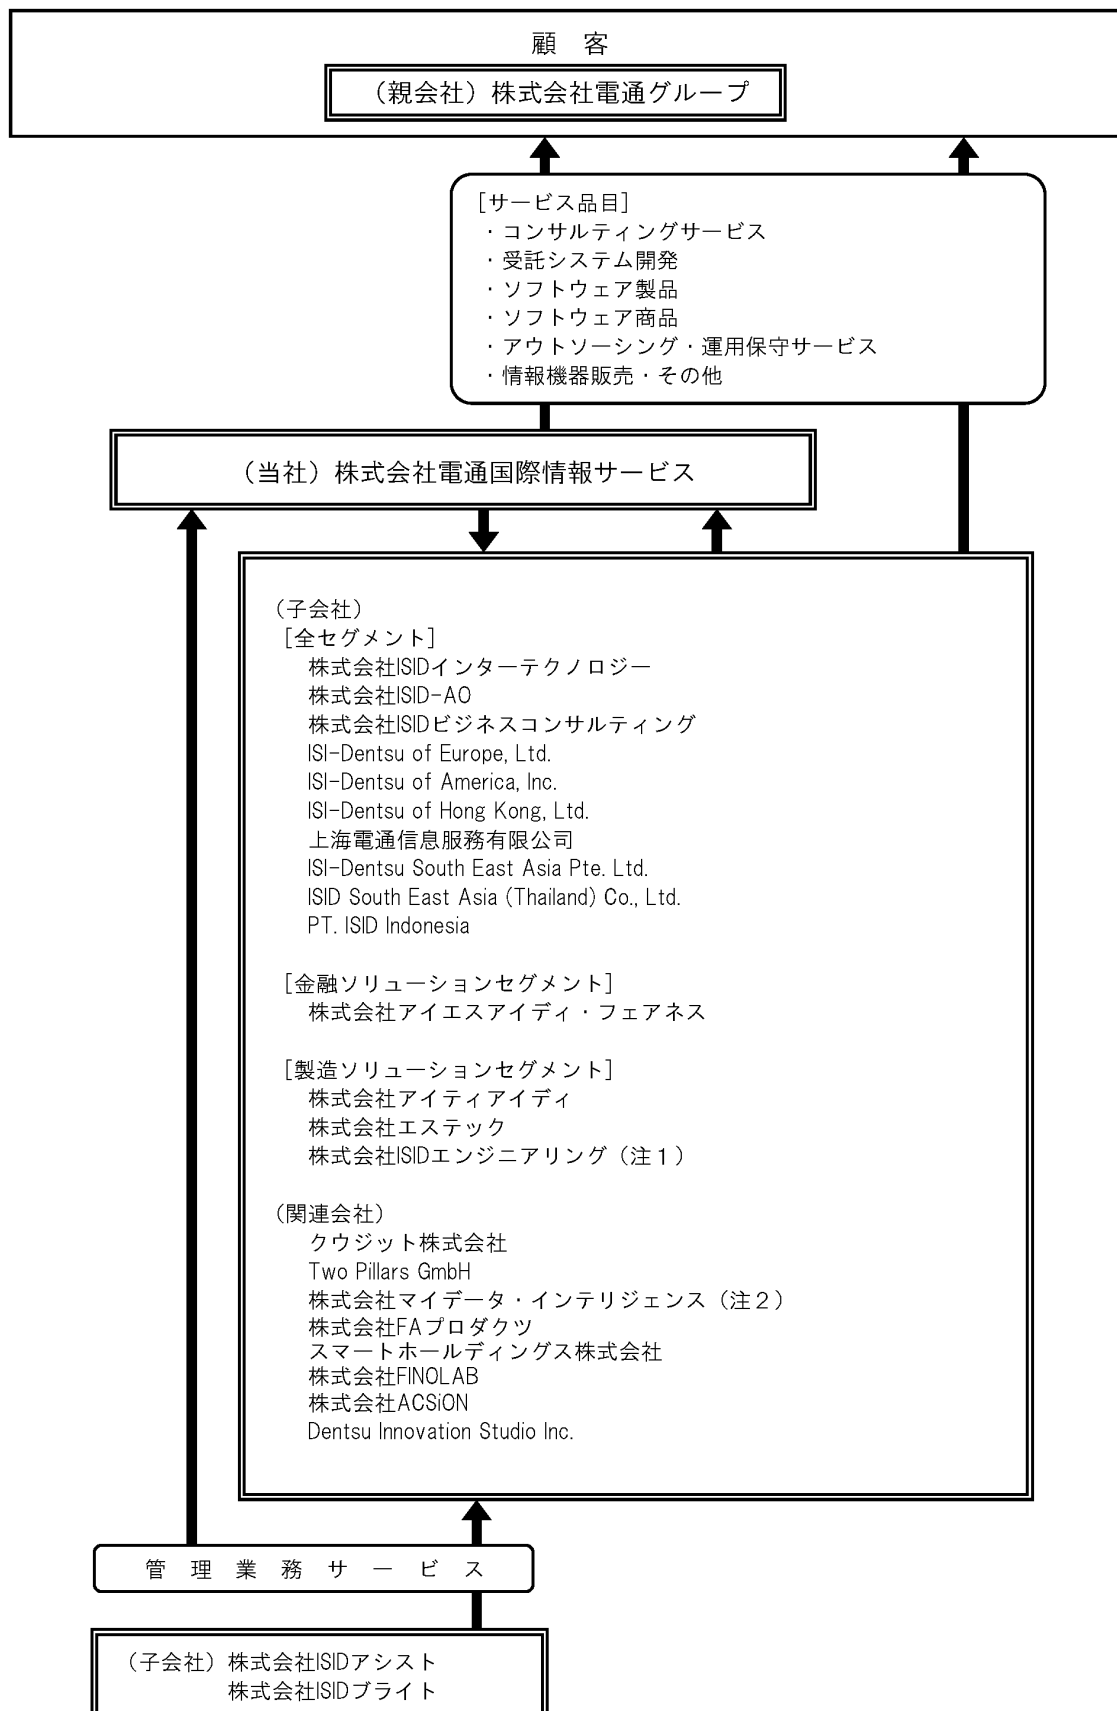 顧 客
(親会社)株式会社電通グループ
[サービス品目]
・コンサルティングサービス
・受託システム開発
・ソフトウェア製品
・ソフトウェア商品
・アウトソーシング・運用保守サービス
・情報機器販売・その他
(当社)株式会社電通国際情報サービス
(子会社)
[全セグメント]
株式会社ISIDインターテクノロジー
株式会社ISID-AO
株式会社ISIDビジネスコンサルティング
ISI-Dentsu of Europe, Ltd.
ISI-Dentsu of America, Inc.
ISI-Dentsu of Hong Kong, Ltd.
上海電通信息服務有限公司
ISI-Dentsu South East Asia Pte. Ltd.
ISID South East Asia (Thailand) Co., Ltd.
PT. ISID Indonesia
[金融ソリューションセグメント]
株式会社アイエスアイディ・フェアネス
[製造ソリューションセグメント]
株式会社アイティアイディ
株式会社エステック
株式会社ISIDエンジニアリング(注1)
(関連会社)
クウジット株式会社
Two Pillars GmbH
株式会社マイデータ・インテリジェンス(注2)
株式会社FAプロダクツ
スマートホールディングス株式会社
株式会社FINOLAB
株式会社ACSiON
Dentsu Innovation Studio Inc.
管理業務サービス
(子会社)株式会社ISIDアシスト
株式会社ISIDブライト